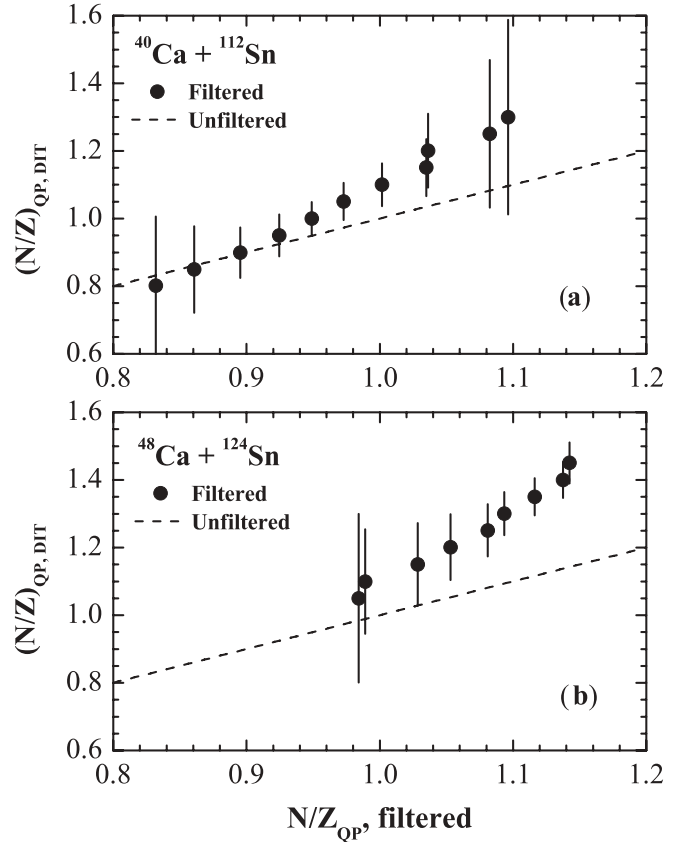 1.6
⁴⁰Ca + ¹¹²Sn
1.4
Filtered
Unfiltered
1.2
(N/Z)QP, DIT
1.0
0.8
(a)
0.6
0.8 0.9 1.0 1.1 1.2
1.6
⁴⁸Ca + ¹²⁴Sn
1.4
Filtered
Unfiltered
1.2
(N/Z)QP, DIT
1.0
0.8
(b)
0.6
0.8 0.9 1.0 1.1 1.2
N/ZQP, filtered